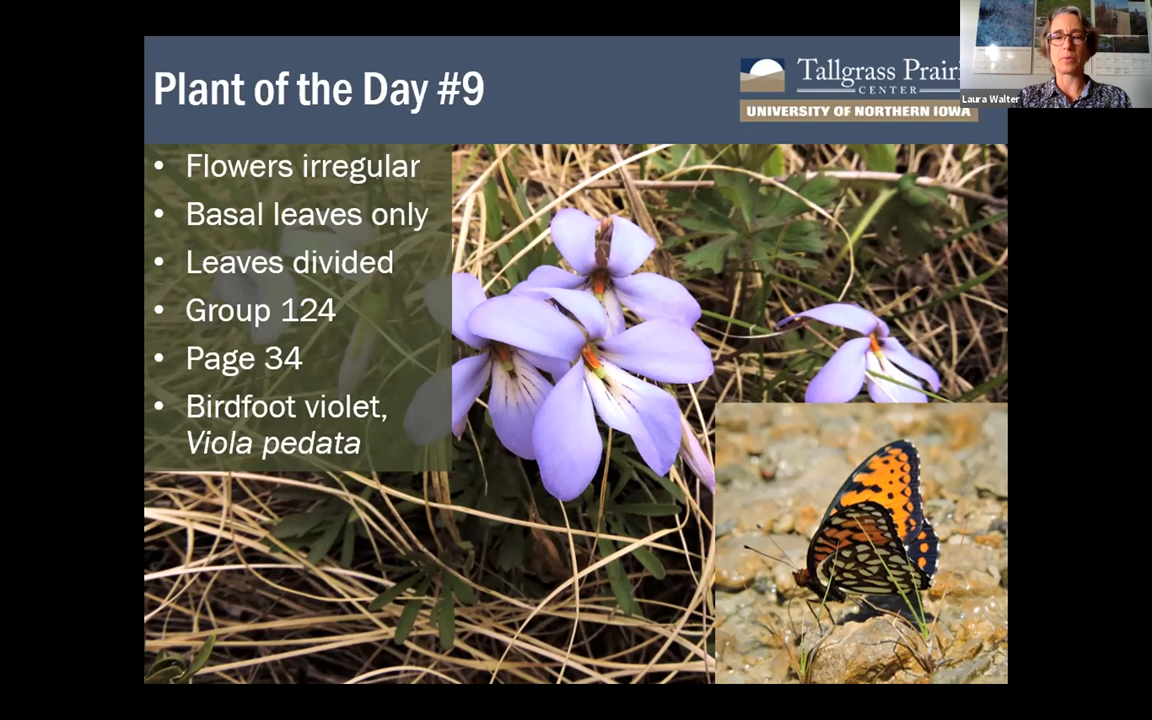 Plant of the Day #9
Tallgrass Prairi
CENTER
UNIVERSITY OF NORTHERN IOWA
Laura Walter
• Flowers irregular
• Basal leaves only
• Leaves divided
• Group 124
• Page 34
• Birdfoot violet,
Viola pedata